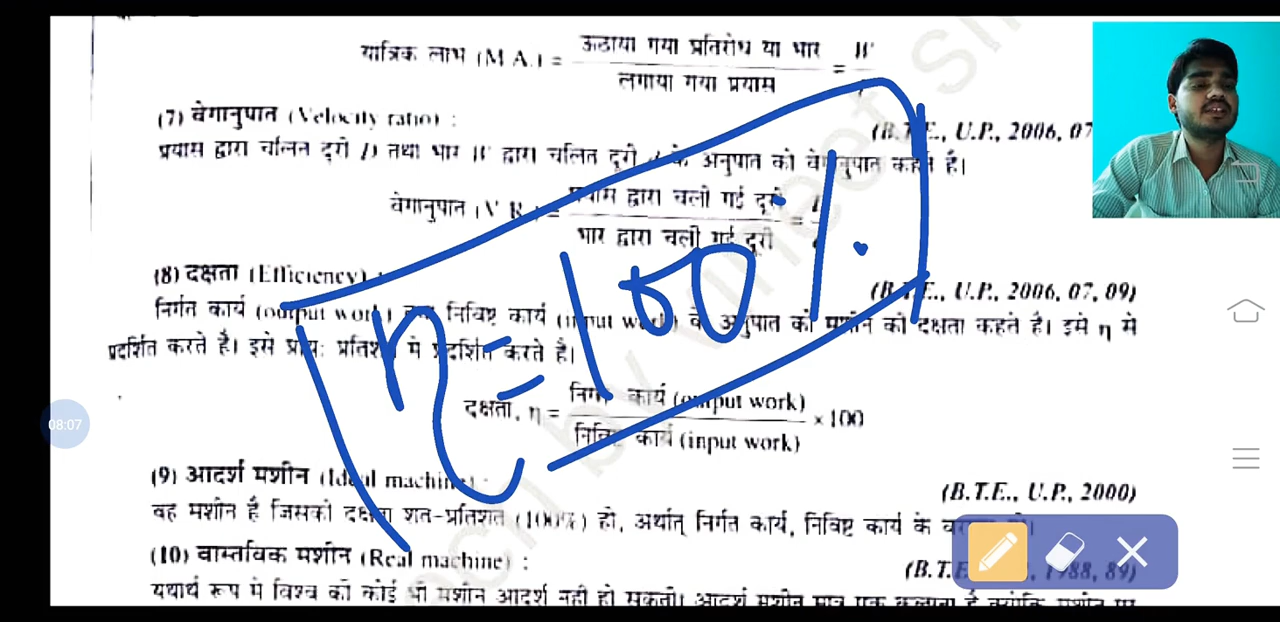 यांत्रिक लाभ (M.A.) = ऊठाया गया प्रतिरोध या भार / लगाया गया प्रयास = W
(7) वेगानुपात (Velocity ratio) :
(B.T.E., U.P., 2006, 07
प्रयास द्वारा चलित दूरी D तथा भार W द्वारा चलित दूरी के अनुपात को वेगानुपात कहते है।
वेगानुपात (V.R.) = प्रयास द्वारा चली गई दूरी / भार द्वारा चली गई दूरी =
(8) दक्षता (Efficiency) :
(B.T.E., U.P., 2006, 07, 09)
निर्गत कार्य (output work) तथा निविष्ट कार्य (input work) के अनुपात को मशीन की दक्षता कहते है। इसे η से
प्रदर्शित करते है। इसे प्रायः प्रतिशत में प्रदर्शित करते है।
η = 100 %
दक्षता, η = निर्गत कार्य (output work) / निविष्ट कार्य (input work) × 100
08:07
(9) आदर्श मशीन (Ideal machine) :
(B.T.E., U.P., 2000)
वह मशीन है जिसकी दक्षता शत-प्रतिशत (100%) हो, अर्थात् निर्गत कार्य, निविष्ट कार्य के
(10) वास्तविक मशीन (Real machine) :
(B.T.E. , 1988, 89)
यथार्थ रूप में विश्व की कोई भी मशीन आदर्श नही हो सकती। आदर्श मशीन मात्र एक कल्पना है क्योंकि मशीन पर